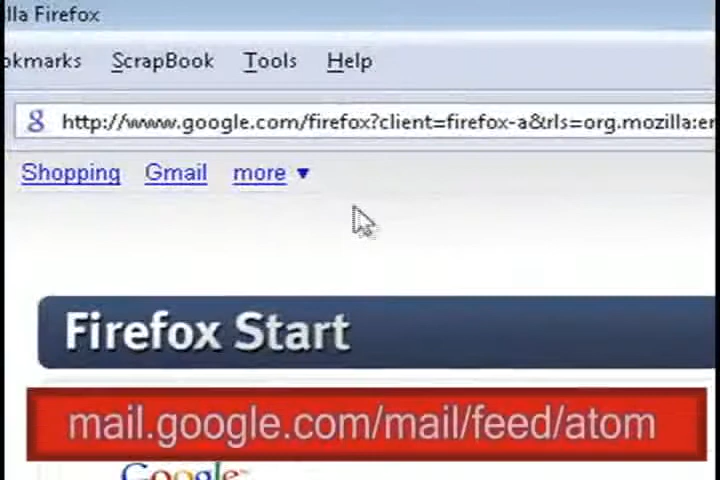 lla Firefox
okmarks ScrapBook Tools Help
http://www.google.com/firefox?client=firefox-a&rls=org.mozilla:en
Shopping Gmail more ▼
Firefox Start
mail.google.com/mail/feed/atom
Google™